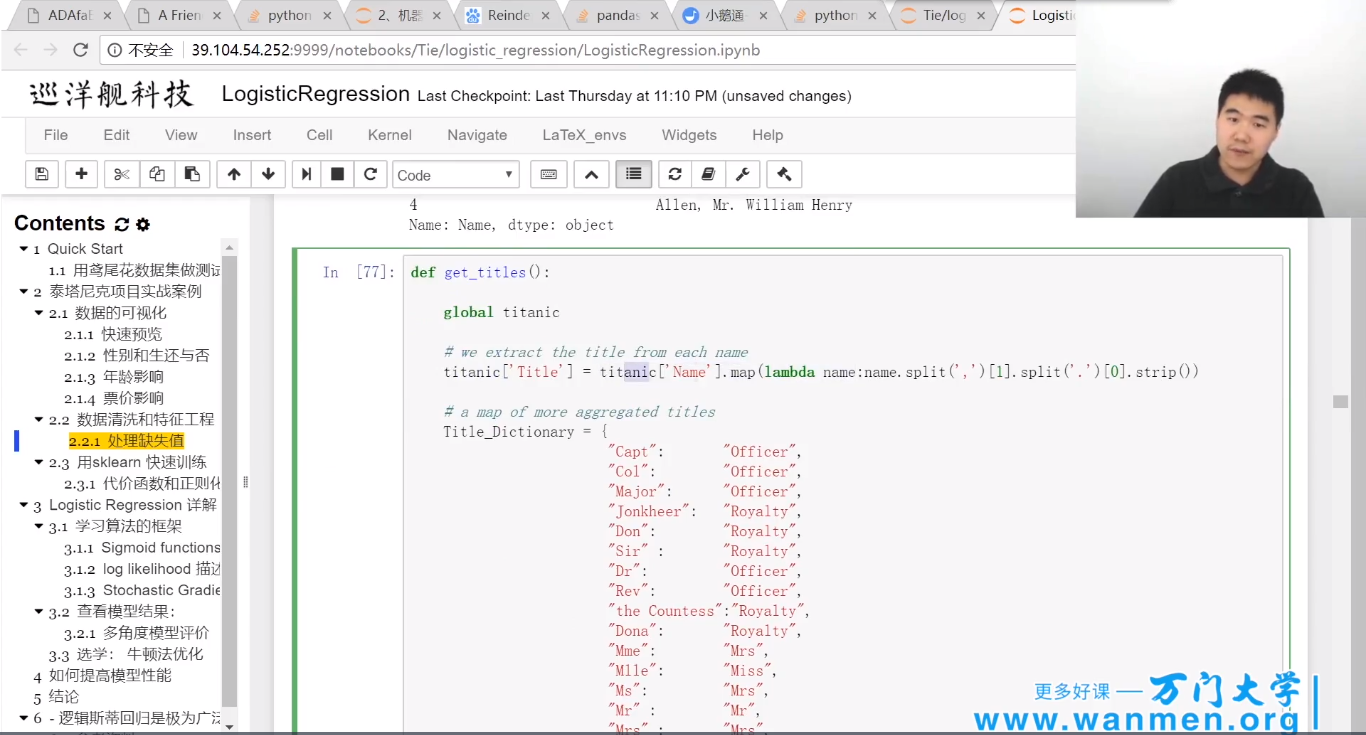 ADAfaB
A Frien
python
2、机器
Reinde
pandas
小鹅通
python
Tie/log
Logisti
不安全 39.104.54.252:9999/notebooks/Tie/logistic_regression/LogisticRegression.ipynb
巡洋舰科技 LogisticRegression Last Checkpoint: Last Thursday at 11:10 PM (unsaved changes)
File Edit View Insert Cell Kernel Navigate LaTeX_envs Widgets Help
Code
Contents
1 Quick Start
1.1 用鸢尾花数据集做测试
2 泰塔尼克项目实战案例
2.1 数据的可视化
2.1.1 快速预览
2.1.2 性别和生还与否
2.1.3 年龄影响
2.1.4 票价影响
2.2 数据清洗和特征工程
2.2.1 处理缺失值
2.3 用sklearn 快速训练
2.3.1 代价函数和正则化
3 Logistic Regression 详解
3.1 学习算法的框架
3.1.1 Sigmoid functions
3.1.2 log likelihood 描述
3.1.3 Stochastic Gradie
3.2 查看模型结果：
3.2.1 多角度模型评价
3.3 选学： 牛顿法优化
4 如何提高模型性能
5 结论
6 - 逻辑斯蒂回归是极为广泛
4 Allen, Mr. William Henry
Name: Name, dtype: object
In [77]: def get_titles():
global titanic
# we extract the title from each name
titanic['Title'] = titanic['Name'].map(lambda name:name.split(',')[1].split('.')[0].strip())
# a map of more aggregated titles
Title_Dictionary = {
"Capt": "Officer",
"Col": "Officer",
"Major": "Officer",
"Jonkheer": "Royalty",
"Don": "Royalty",
"Sir" : "Royalty",
"Dr": "Officer",
"Rev": "Officer",
"the Countess":"Royalty",
"Dona": "Royalty",
"Mme": "Mrs",
"Mlle": "Miss",
"Ms": "Mrs",
"Mr" : "Mr",
"Mrs" : "Mrs",
更多好课 — 万门大学
www.wanmen.org